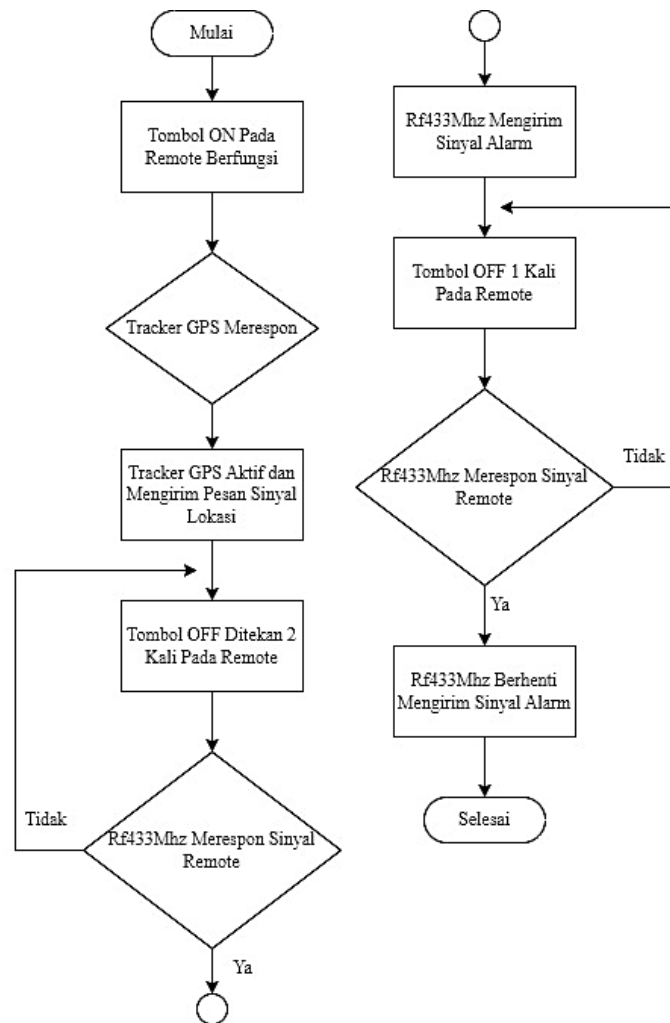 Mulai
Tombol ON Pada
Remote Berfungsi
Tracker GPS Merespon
Tracker GPS Aktif dan
Mengirim Pesan Sinyal
Lokasi
Tombol OFF Ditekan 2
Kali Pada Remote
Tidak
Rf433Mhz Merespon Sinyal
Remote
Ya
Rf433Mhz Mengirim
Sinyal Alarm
Tombol OFF 1 Kali
Pada Remote
Tidak
Rf433Mhz Merespon Sinyal
Remote
Ya
Rf433Mhz Berhenti
Mengirim Sinyal Alarm
Selesai